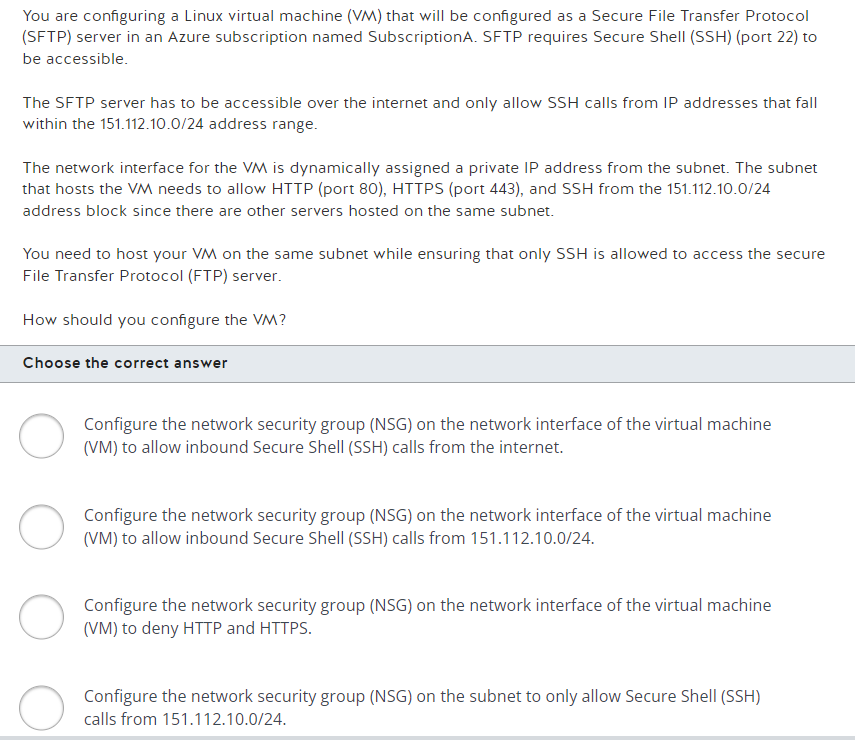 You are configuring a Linux virtual machine (VM) that will be configured as a Secure File Transfer Protocol
(SFTP) server in an Azure subscription named SubscriptionA. SFTP requires Secure Shell (SSH) (port 22) to
be accessible.
The SFTP server has to be accessible over the internet and only allow SSH calls from IP addresses that fall
within the 151.112.10.0/24 address range.
The network interface for the VM is dynamically assigned a private IP address from the subnet. The subnet
that hosts the VM needs to allow HTTP (port 80), HTTPS (port 443), and SSH from the 151.112.10.0/24
address block since there are other servers hosted on the same subnet.
You need to host your VM on the same subnet while ensuring that only SSH is allowed to access the secure
File Transfer Protocol (FTP) server.
How should you configure the VM?
Choose the correct answer
Configure the network security group (NSG) on the network interface of the virtual machine
(VM) to allow inbound Secure Shell (SSH) calls from the internet.
Configure the network security group (NSG) on the network interface of the virtual machine
(VM) to allow inbound Secure Shell (SSH) calls from 151.112.10.0/24.
Configure the network security group (NSG) on the network interface of the virtual machine
(VM) to deny HTTP and HTTPS.
Configure the network security group (NSG) on the subnet to only allow Secure Shell (SSH)
calls from 151.112.10.0/24.